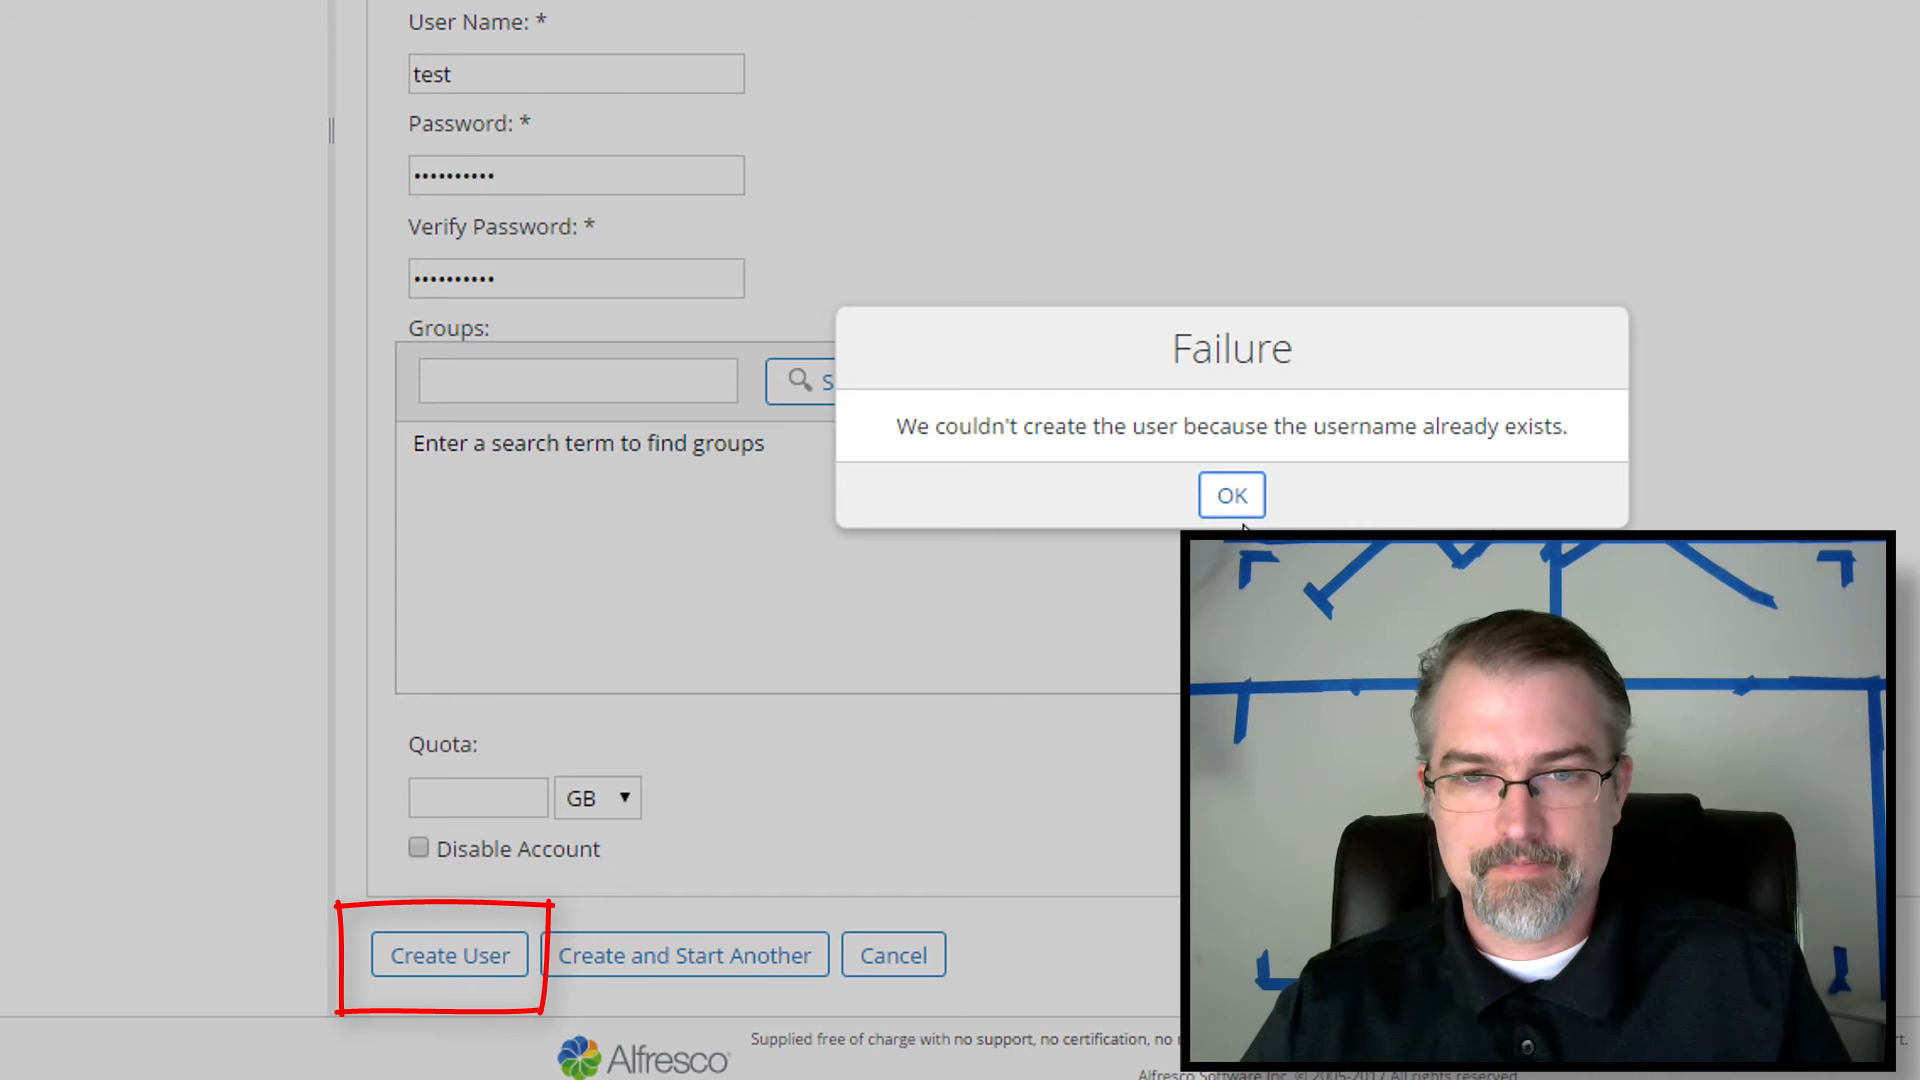 User Name: *
test
Password: *
••••••••••
Verify Password: *
••••••••••
Groups:
S
Enter a search term to find groups
Failure
We couldn't create the user because the username already exists.
OK
Quota:
GB
Disable Account
Create User
Create and Start Another
Cancel
Alfresco
Supplied free of charge with no support, no certification, no
rt.
Alfresco Software Inc. © 2005-2017 All rights reserved.